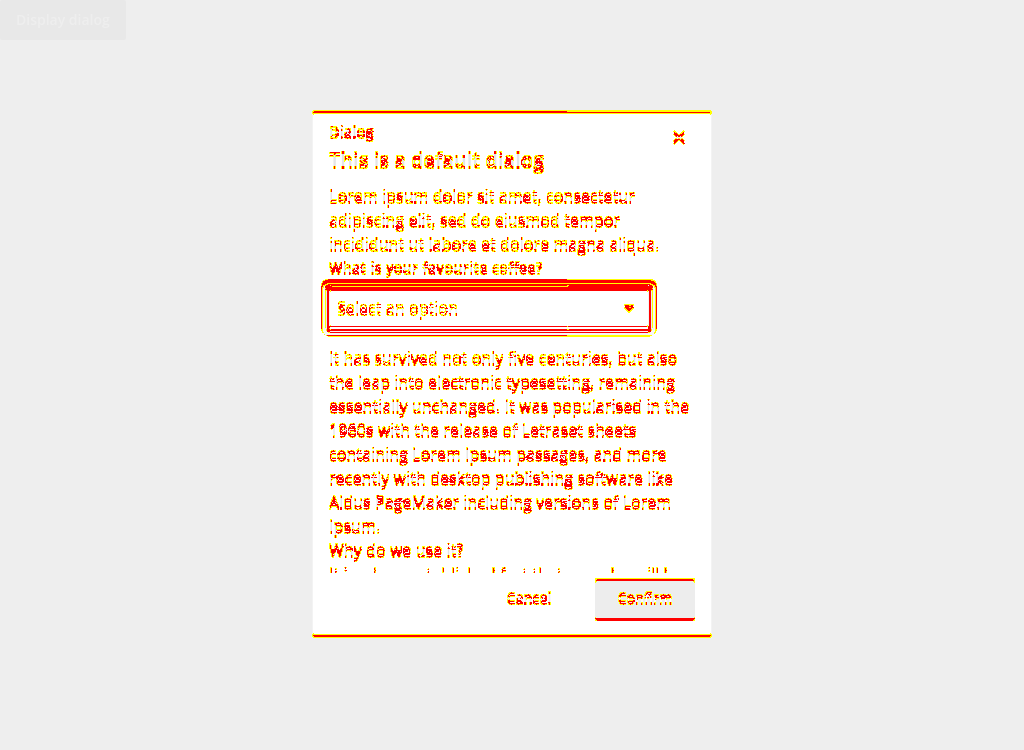 Display dialog
Dialog
This is a default dialog
Lorem ipsum dolor sit amet, consectetur
adipiscing elit, sed do eiusmod tempor
incididunt ut labore et dolore magna aliqua.
What is your favourite coffee?
Select an option
It has survived not only five centuries, but also
the leap into electronic typesetting, remaining
essentially unchanged. It was popularised in the
1960s with the release of Letraset sheets
containing Lorem Ipsum passages, and more
recently with desktop publishing software like
Aldus PageMaker including versions of Lorem
Ipsum.
Why do we use it?
Cancel
Confirm